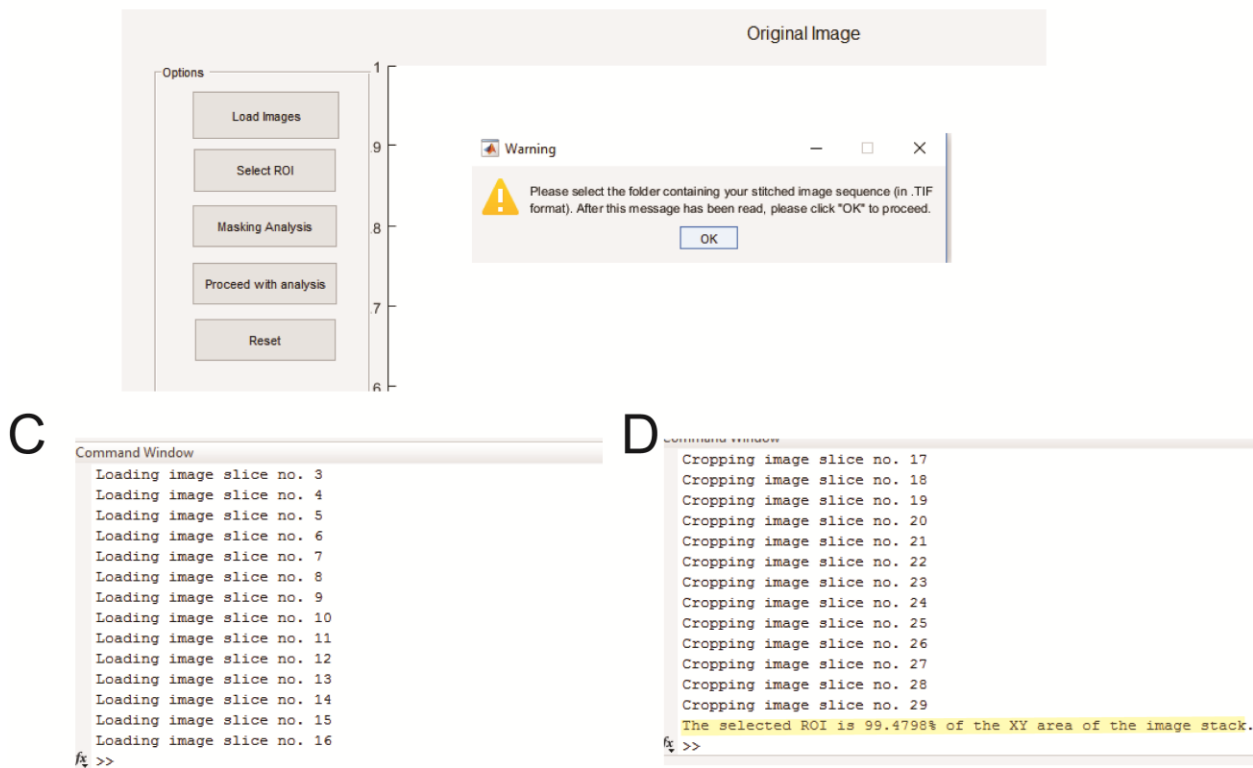 Original Image
Options
Load Images
Select ROI
Masking Analysis
Proceed with analysis
Reset
1
.9
.8
.7
.6
Warning
Please select the folder containing your stitched image sequence (in .TIF
format). After this message has been read, please click "OK" to proceed.
OK
C
Command Window
Loading image slice no. 3
Loading image slice no. 4
Loading image slice no. 5
Loading image slice no. 6
Loading image slice no. 7
Loading image slice no. 8
Loading image slice no. 9
Loading image slice no. 10
Loading image slice no. 11
Loading image slice no. 12
Loading image slice no. 13
Loading image slice no. 14
Loading image slice no. 15
Loading image slice no. 16
fx >>
D
Command Window
Cropping image slice no. 17
Cropping image slice no. 18
Cropping image slice no. 19
Cropping image slice no. 20
Cropping image slice no. 21
Cropping image slice no. 22
Cropping image slice no. 23
Cropping image slice no. 24
Cropping image slice no. 25
Cropping image slice no. 26
Cropping image slice no. 27
Cropping image slice no. 28
Cropping image slice no. 29
The selected ROI is 99.4798% of the XY area of the image stack.
fx >>